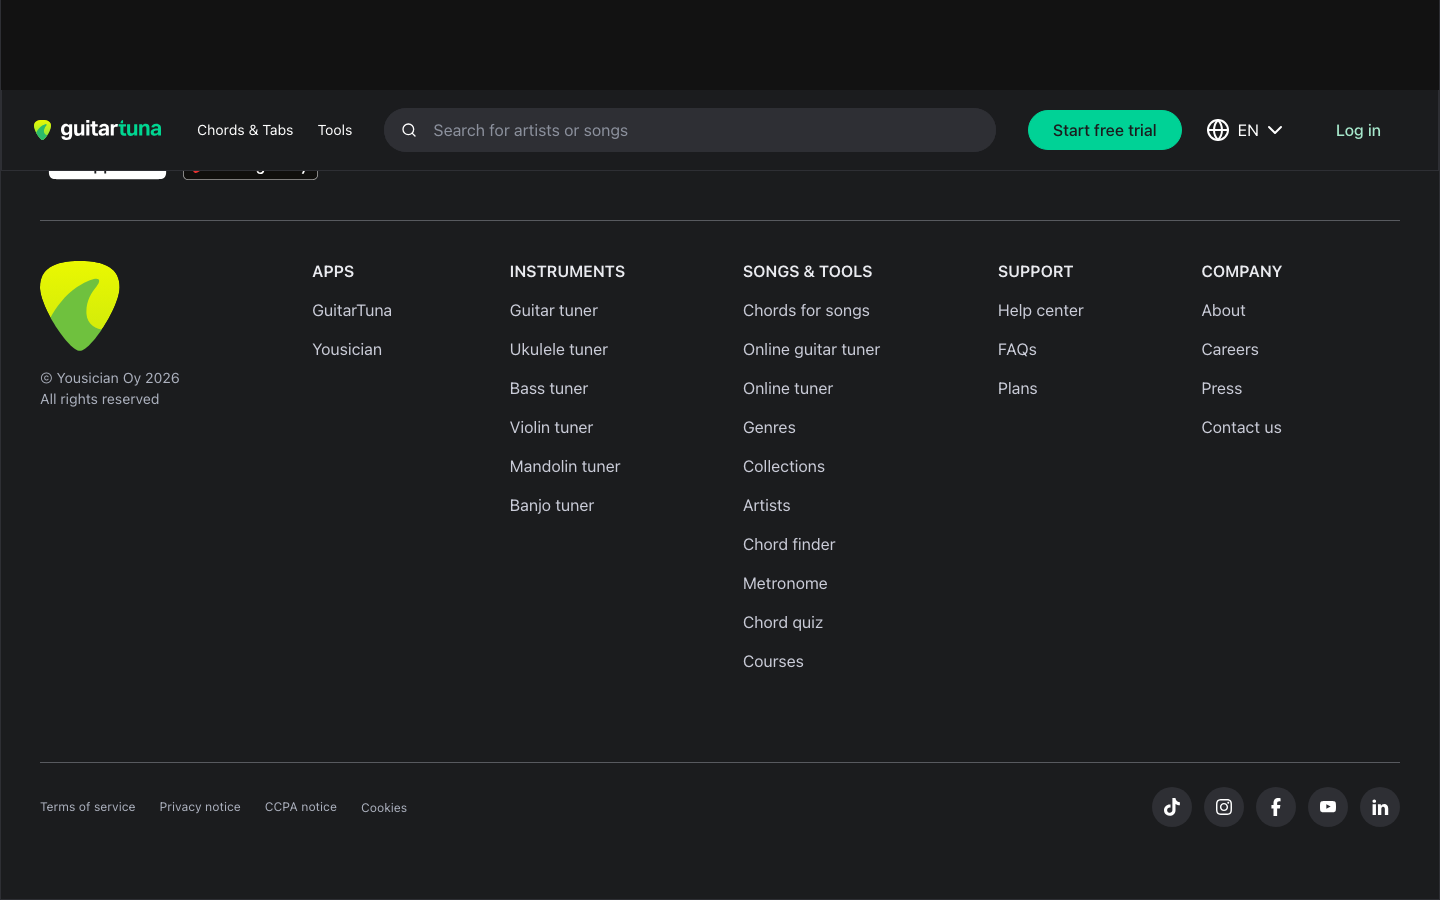 guitartuna
Chords & Tabs
Tools
Search for artists or songs
Start free trial
EN
Log in
© Yousician Oy 2026
All rights reserved
APPS
GuitarTuna
Yousician
INSTRUMENTS
Guitar tuner
Ukulele tuner
Bass tuner
Violin tuner
Mandolin tuner
Banjo tuner
SONGS & TOOLS
Chords for songs
Online guitar tuner
Online tuner
Genres
Collections
Artists
Chord finder
Metronome
Chord quiz
Courses
SUPPORT
Help center
FAQs
Plans
COMPANY
About
Careers
Press
Contact us
Terms of service
Privacy notice
CCPA notice
Cookies